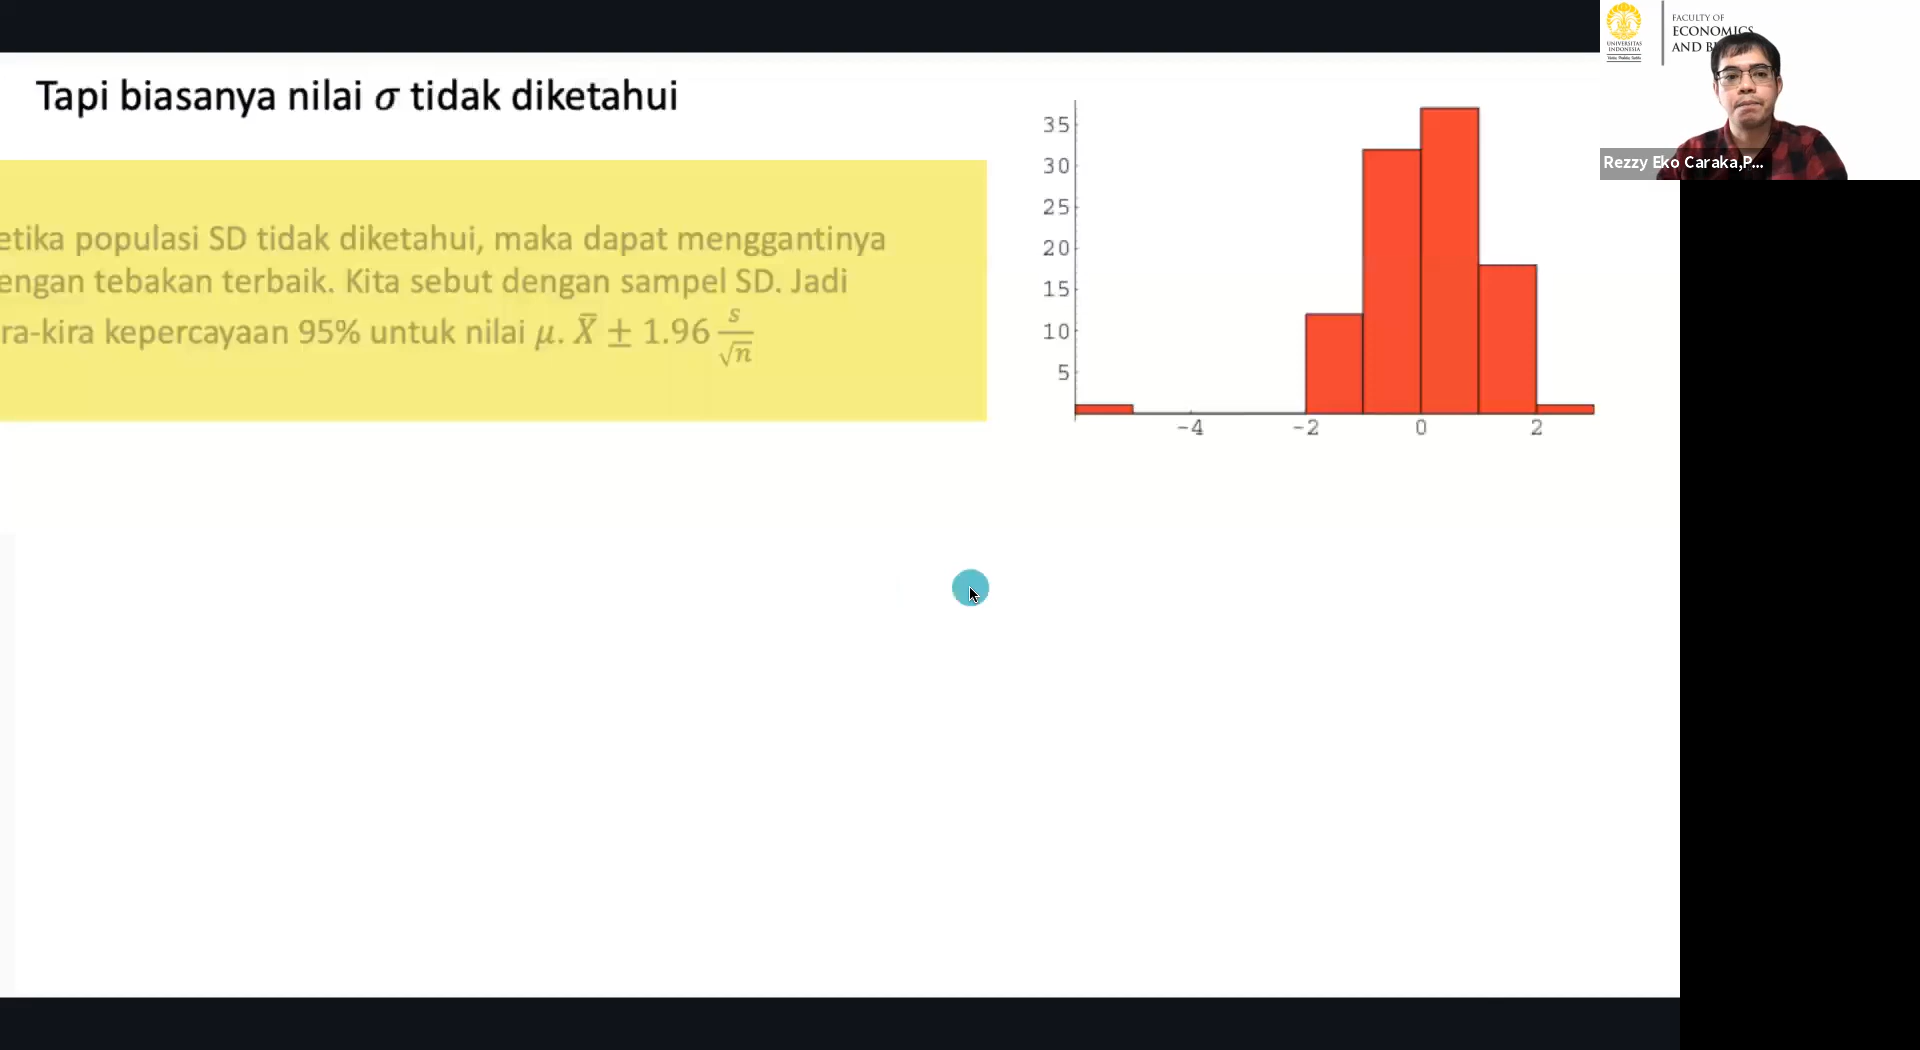 Tapi biasanya nilai σ tidak diketahui
etika populasi SD tidak diketahui, maka dapat menggantinya
engan tebakan terbaik. Kita sebut dengan sampel SD. Jadi
ra-kira kepercayaan 95% untuk nilai μ. X̄ ± 1.96 s/√n
35
30
25
20
15
10
5
-4 -2 0 2
UNIVERSITAS
INDONESIA
FACULTY OF
ECONOMICS
AND B
Rezzy Eko Caraka,P...